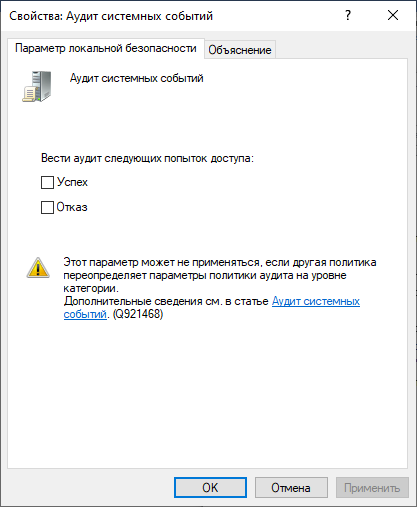 Свойства: Аудит системных событий
Параметр локальной безопасности
Объяснение
Аудит системных событий
Вести аудит следующих попыток доступа:
Успех
Отказ
Этот параметр может не применяться, если другая политика
переопределяет параметры политики аудита на уровне
категории.
Дополнительные сведения см. в статье Аудит системных
событий. (Q921468)
ОК
Отмена
Применить